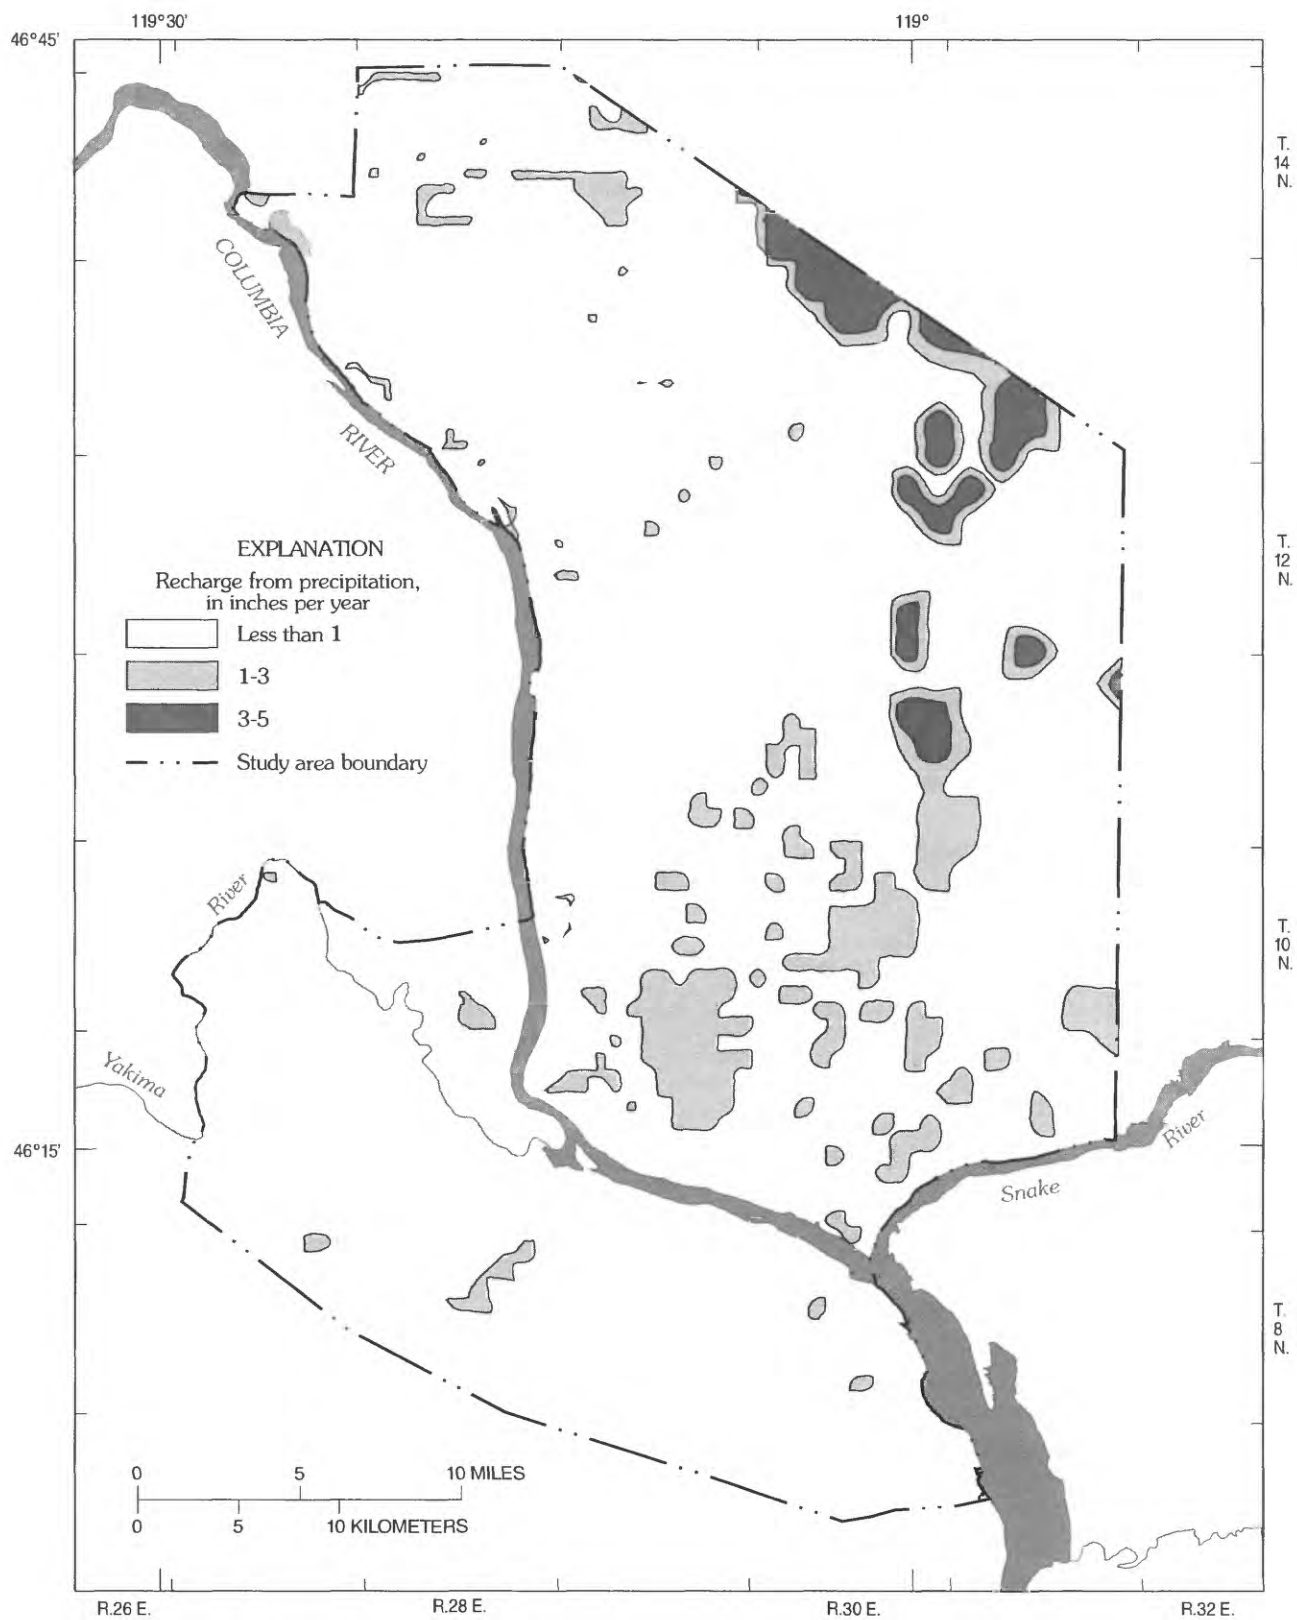 119°30'
119°
46°45'
T.
14
N.
COLUMBIA
RIVER
EXPLANATION
Recharge from precipitation,
in inches per year
Less than 1
1-3
3-5
Study area boundary
T.
12
N.
River
T.
10
N.
Yakima
46°15'
River
Snake
T.
8
N.
0 5 10 MILES
0 5 10 KILOMETERS
R.26 E. R.28 E. R.30 E. R.32 E.